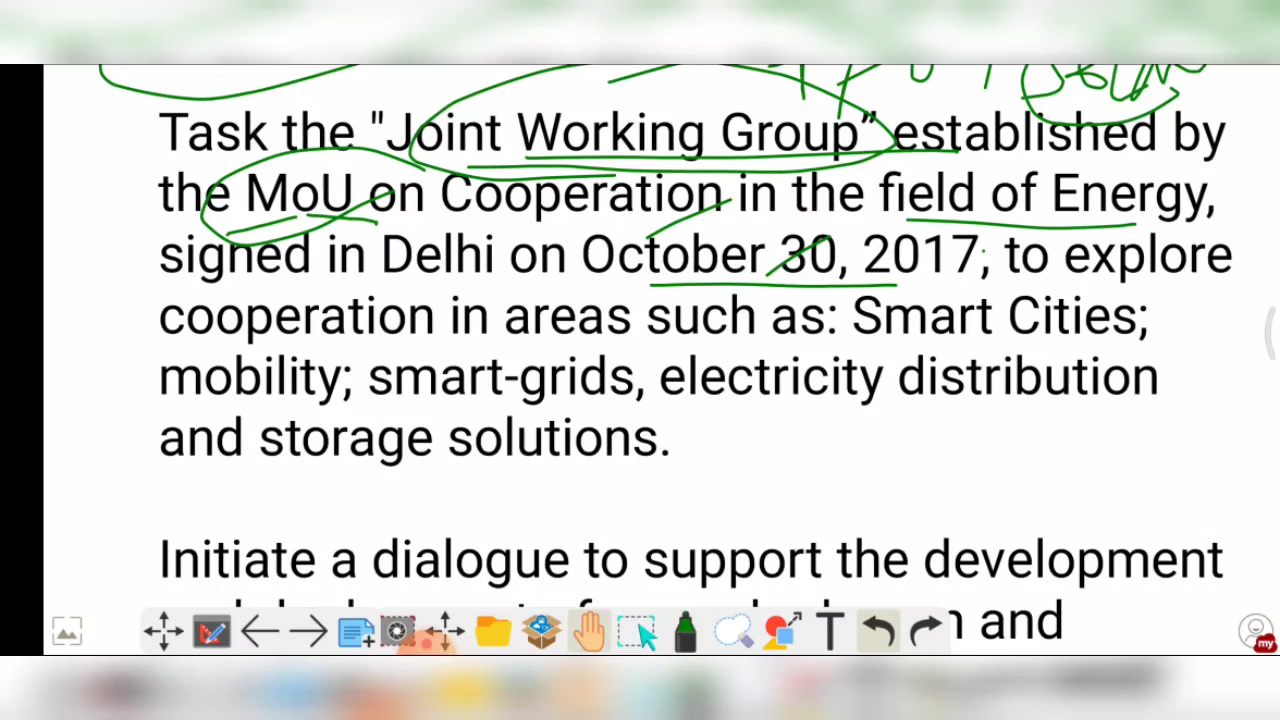 Task the "Joint Working Group” established by
the MoU on Cooperation in the field of Energy,
signed in Delhi on October 30, 2017; to explore
cooperation in areas such as: Smart Cities;
mobility; smart-grids, electricity distribution
and storage solutions.
Initiate a dialogue to support the development
and
my